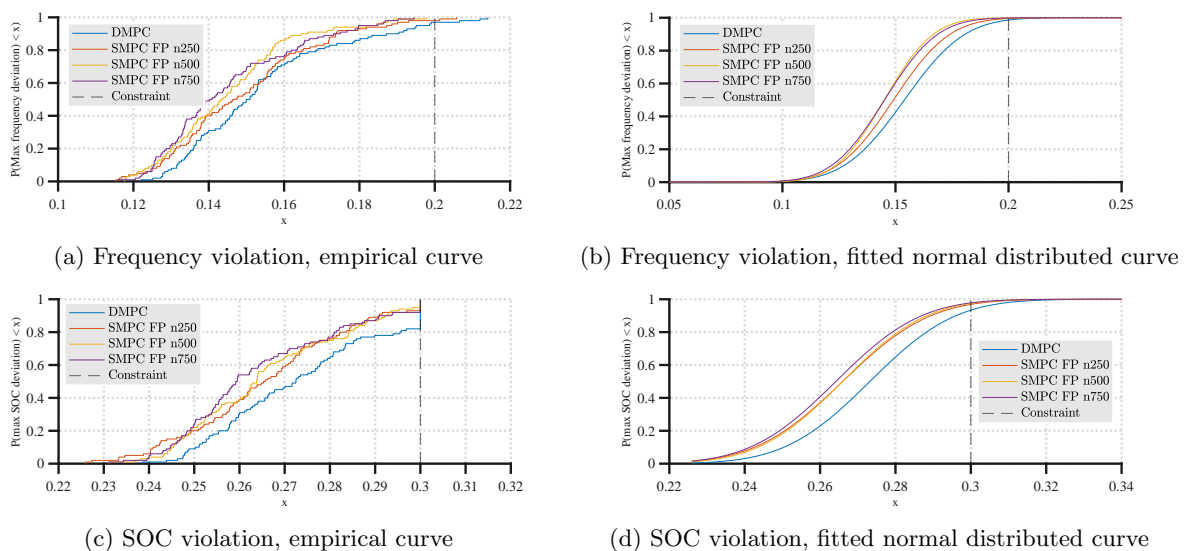 P(Max frequency deviation) < x)
1
0.8
0.6
0.4
0.2
0
DMPC
SMPC FP n250
SMPC FP n500
SMPC FP n750
Constraint
0.1
0.12
0.14
0.16
0.18
0.2
0.22
x
(a) Frequency violation, empirical curve
P(Max frequency deviation) < x)
1
0.8
0.6
0.4
0.2
0
DMPC
SMPC FP n250
SMPC FP n500
SMPC FP n750
Constraint
0.05
0.1
0.15
0.2
0.25
x
(b) Frequency violation, fitted normal distributed curve
P(max SOC deviation) < x)
1
0.8
0.6
0.4
0.2
0
DMPC
SMPC FP n250
SMPC FP n500
SMPC FP n750
Constraint
0.22
0.23
0.24
0.25
0.26
0.27
0.28
0.29
0.3
0.31
0.32
x
(c) SOC violation, empirical curve
P(max SOC deviation) < x)
1
0.8
0.6
0.4
0.2
0
DMPC
SMPC FP n250
SMPC FP n500
SMPC FP n750
Constraint
0.22
0.24
0.26
0.28
0.3
0.32
0.34
x
(d) SOC violation, fitted normal distributed curve